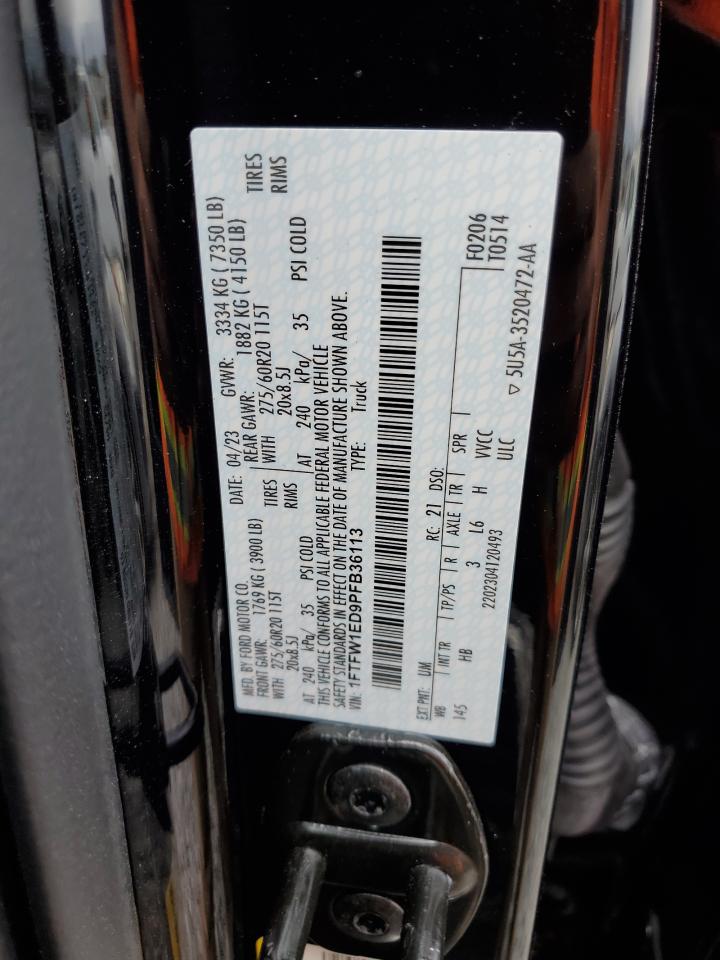 MFD. BY FORD MOTOR CO. DATE: 04/23 GVWR: 3334 KG ( 7350 LB)
FRONT GAWR: 1769 KG ( 3900 LB) REAR GAWR: 1882 KG ( 4150 LB)
WITH 275/60R20 115T TIRES WITH 275/60R20 115T TIRES
20x8.5J RIMS 20x8.5J RIMS
AT 240 kPa/ 35 PSI COLD AT 240 kPa/ 35 PSI COLD
THIS VEHICLE CONFORMS TO ALL APPLICABLE FEDERAL MOTOR VEHICLE
SAFETY STANDARDS IN EFFECT ON THE DATE OF MANUFACTURE SHOWN ABOVE.
VIN: 1FTFW1ED9PFB36113 TYPE: Truck
EXT PNT: UM RC: 21 DSO: F0206
WB INT TR TP/PS R AXLE TR SPR T0514
145 HB 3 L6 H VVCC
2202304120493 ULC ▽ 5U5A-3520472-AA